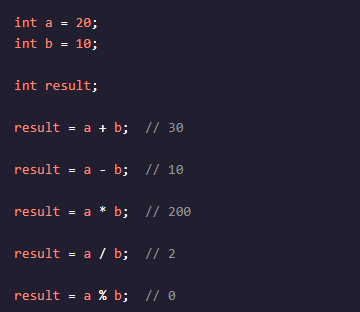 int a = 20;
int b = 10;
int result;
result = a + b;  // 30
result = a - b;  // 10
result = a * b;  // 200
result = a / b;  // 2
result = a % b;  // 0